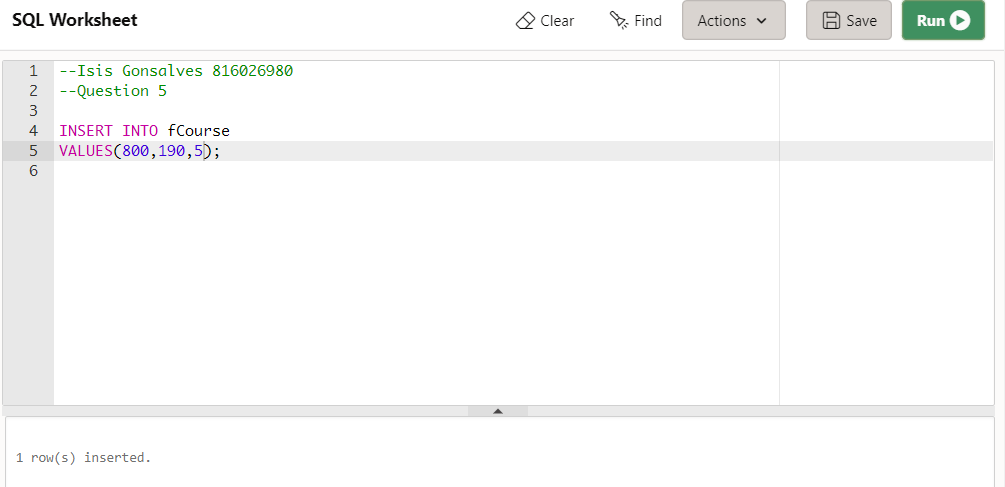 SQL Worksheet
Clear Find Actions Save Run
1 --Isis Gonsalves 816026980
2 --Question 5
3
4 INSERT INTO fCourse
5 VALUES(800,190,5);
6
1 row(s) inserted.